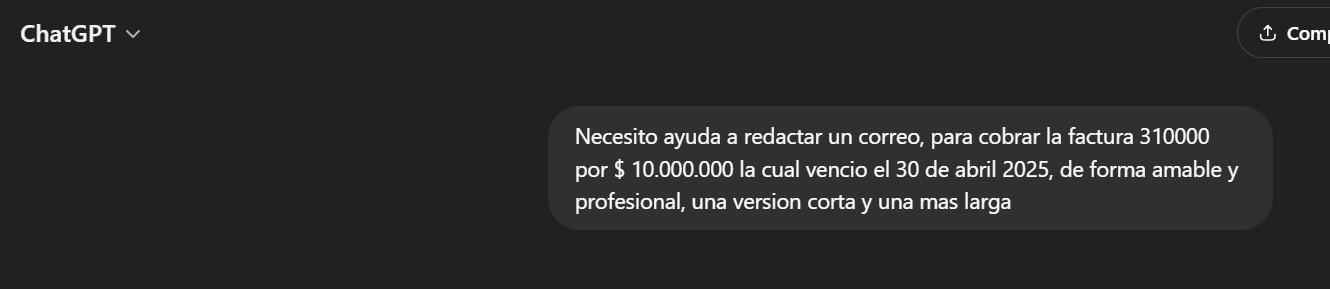 ChatGPT
Necesito ayuda a redactar un correo, para cobrar la factura 310000
por $ 10.000.000 la cual vencio el 30 de abril 2025, de forma amable y
profesional, una version corta y una mas larga